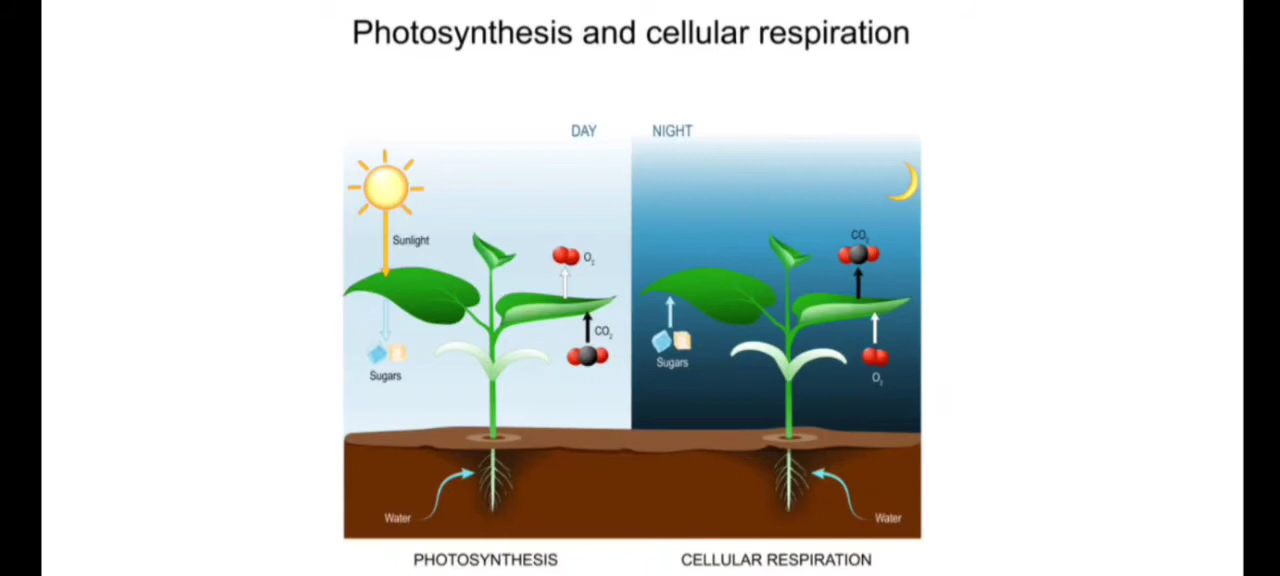 Photosynthesis and cellular respiration
DAY
NIGHT
Sunlight
O₂
CO₂
Sugars
Water
CO₂
Sugars
O₂
Water
PHOTOSYNTHESIS
CELLULAR RESPIRATION